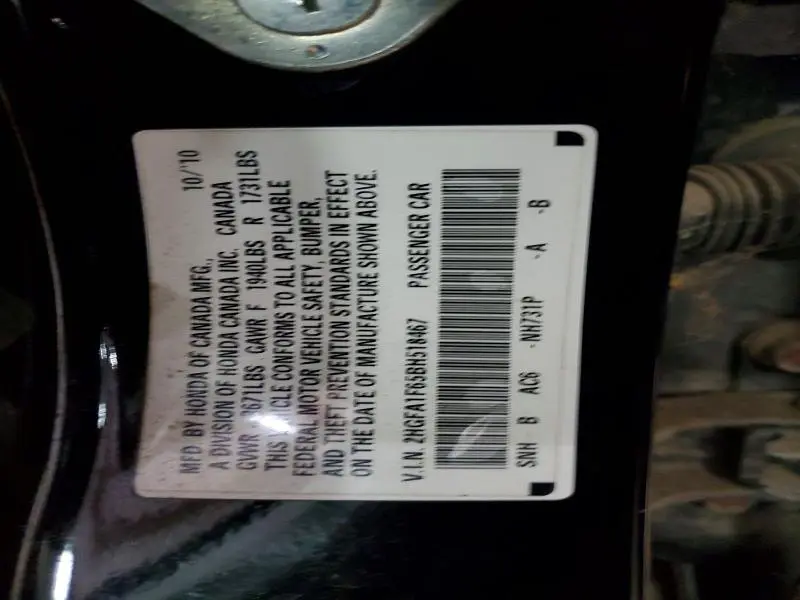 MFD. BY HONDA OF CANADA MFG., 10/'10
A DIVISION OF HONDA CANADA INC. CANADA
GVWR 3671LBS GAWR F 1940LBS R 1731LBS
THIS VEHICLE CONFORMS TO ALL APPLICABLE
FEDERAL MOTOR VEHICLE SAFETY, BUMPER,
AND THEFT PREVENTION STANDARDS IN EFFECT
ON THE DATE OF MANUFACTURE SHOWN ABOVE.
V.I.N. 2HGFA1F65BH518467 PASSENGER CAR
SNH B AC6 -NH731P -A -B